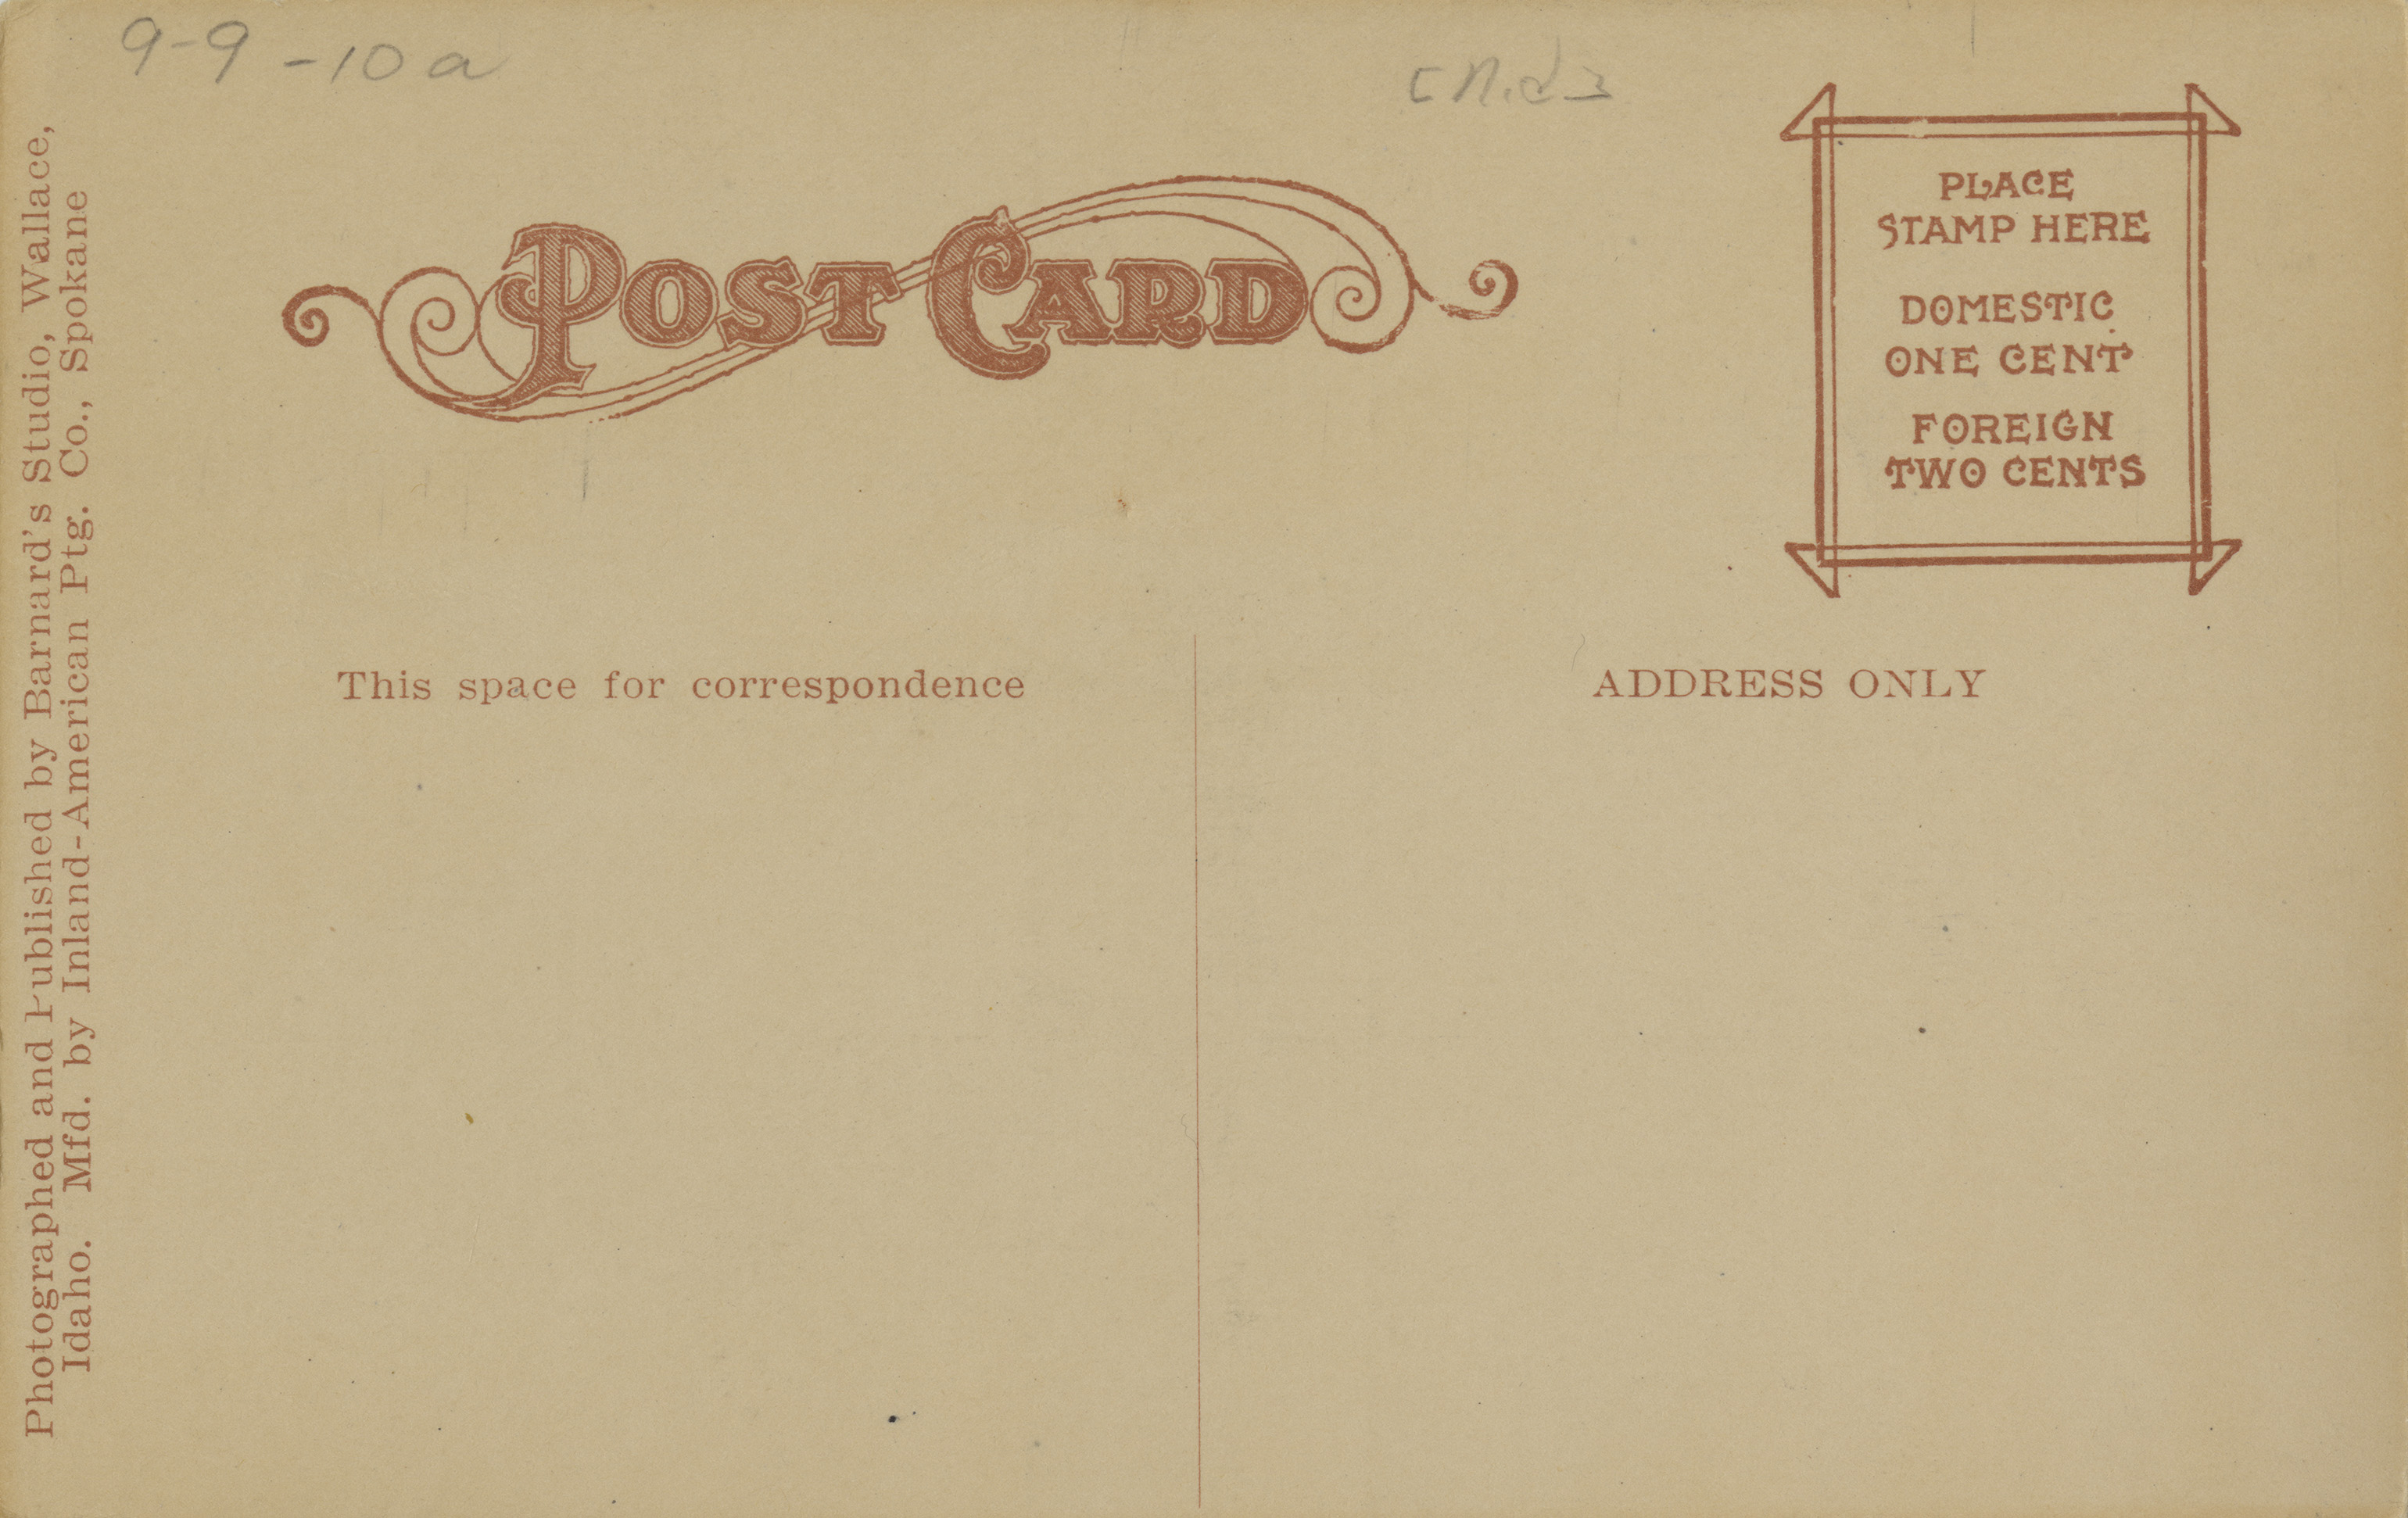 9-9-10a
[n.d.]
POST CARD
PLACE
STAMP HERE
DOMESTIC
ONE CENT
FOREIGN
TWO CENTS
This space for correspondence
ADDRESS ONLY
Photographed and Published by Barnard's Studio, Wallace,
Idaho. Mfd. by Inland-American Ptg. Co., Spokane